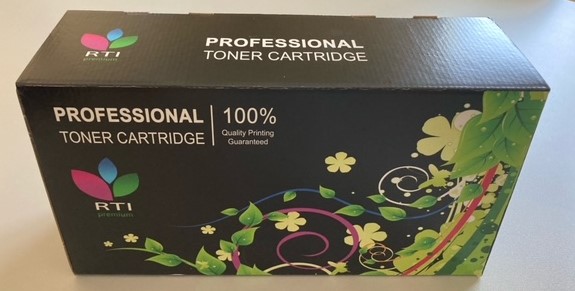 RTI
premium
PROFESSIONAL
TONER CARTRIDGE
PROFESSIONAL
TONER CARTRIDGE
100%
Quality Printing
Guaranteed
RTI
premium